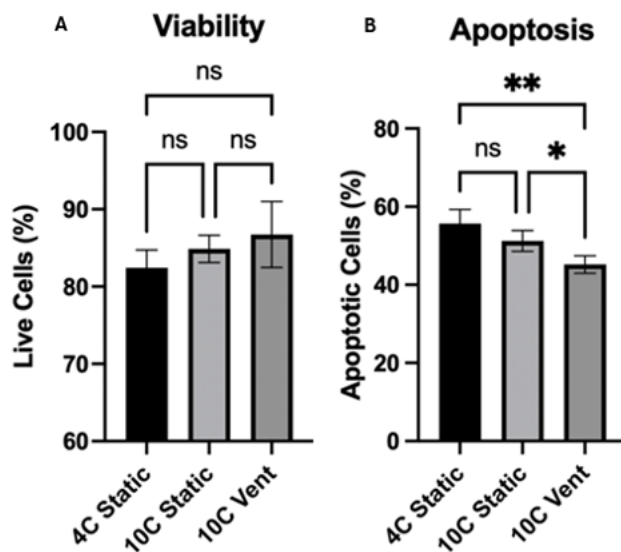 A Viability
ns
ns ns
100
90
80
70
60
Live Cells (%)
4C Static
10C Static
10C Vent
B Apoptosis
**
ns *
80
60
40
20
0
Apoptotic Cells (%)
4C Static
10C Static
10C Vent